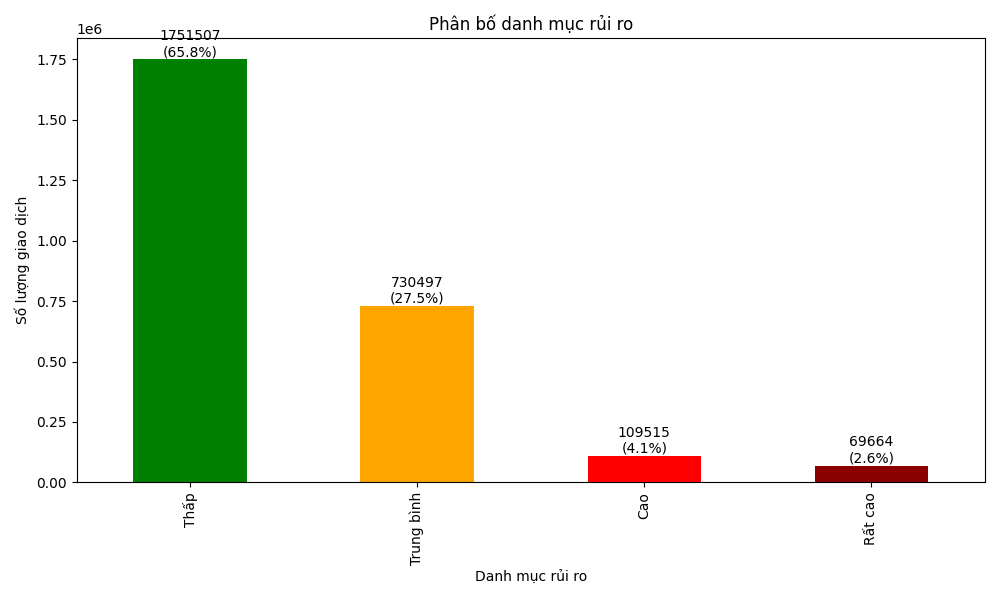 Phân bố danh mục rủi ro
1e6
1751507
(65.8%)
730497
(27.5%)
109515
(4.1%)
69664
(2.6%)
1.75
1.50
1.25
1.00
0.75
0.50
0.25
0.00
Số lượng giao dịch
Thấp
Trung bình
Cao
Rất cao
Danh mục rủi ro